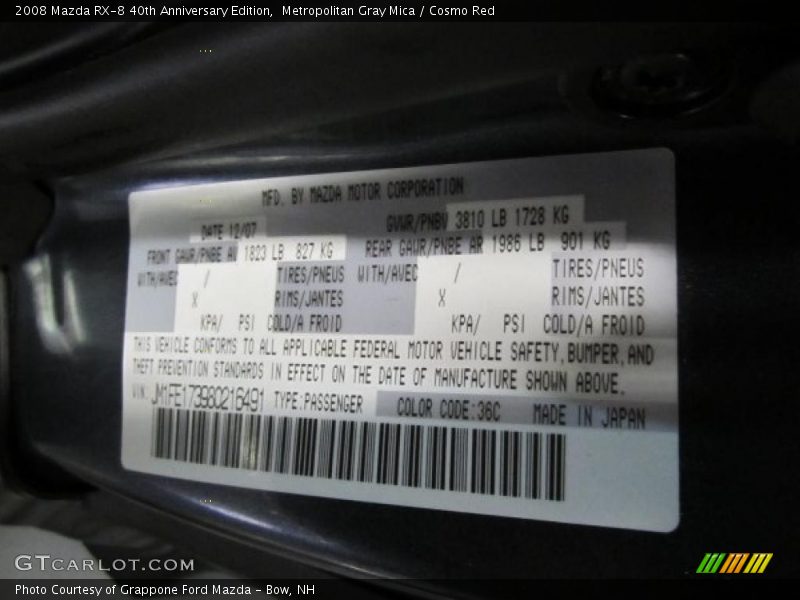 2008 Mazda RX-8 40th Anniversary Edition,  Metropolitan Gray Mica / Cosmo Red
MFD. BY MAZDA MOTOR CORPORATION
DATE 12/07 GVWR/PNBV 3810 LB 1728 KG
FRONT GAWR/PNBE AV 1823 LB 827 KG REAR GAWR/PNBE AR 1986 LB 901 KG
WITH/AVEC / TIRES/PNEUS WITH/AVEC / TIRES/PNEUS
X RIMS/JANTES X RIMS/JANTES
KPA/ PSI COLD/A FROID KPA/ PSI COLD/A FROID
THIS VEHICLE CONFORMS TO ALL APPLICABLE FEDERAL MOTOR VEHICLE SAFETY,BUMPER,AND
THEFT PREVENTION STANDARDS IN EFFECT ON THE DATE OF MANUFACTURE SHOWN ABOVE.
VIN: JM1FE173980216491 TYPE:PASSENGER COLOR CODE:36C MADE IN JAPAN
GTCARLOT.COM
Photo Courtesy of Grappone Ford Mazda - Bow, NH